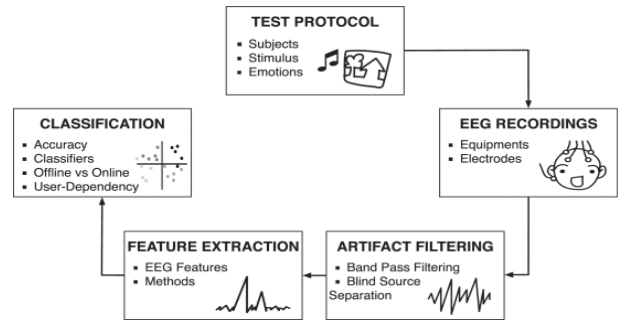 TEST PROTOCOL
▪ Subjects
▪ Stimulus
▪ Emotions
EEG RECORDINGS
▪ Equipments
▪ Electrodes
ARTIFACT FILTERING
▪ Band Pass Filtering
▪ Blind Source
Separation
FEATURE EXTRACTION
▪ EEG Features
▪ Methods
CLASSIFICATION
▪ Accuracy
▪ Classifiers
▪ Offline vs Online
▪ User-Dependency